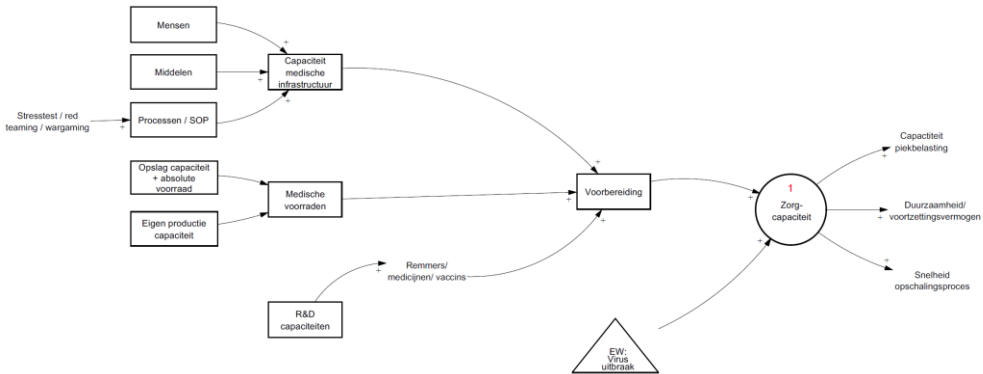 Mensen
+
Middelen
+
Capaciteit
medische
infrastructuur
+
Stresstest / red
teaming / wargaming
+
Processen / SOP
Opslag capaciteit
+ absolute
voorraad
+
Medische
voorraden
+
Eigen productie
capaciteit
+
Voorbereiding
+
+
+
Remmers/
medicijnen/ vaccins
+
R&D
capaciteiten
1
Zorg-
capaciteit
+
+
EW:
Virus
uitbraak
Capactiteit
piekbelasting
+
Duurzaamheid/
voortzettingsvermogen
+
Snelheid
opschalingsproces
+